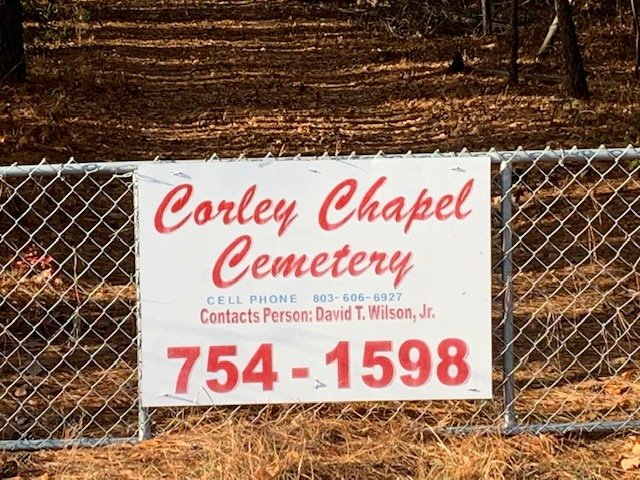 Corley Chapel
Cemetery
CELL PHONE 803-606-6927
Contacts Person: David T. Wilson, Jr.
754-1598